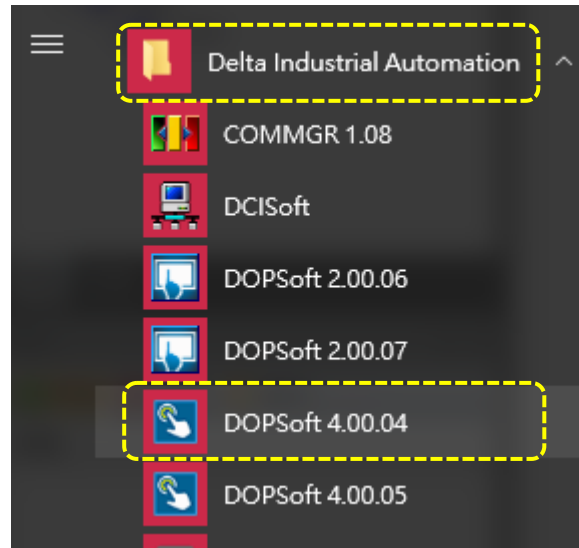 Delta Industrial Automation
COMMGR 1.08
DCISoft
DOPSoft 2.00.06
DOPSoft 2.00.07
DOPSoft 4.00.04
DOPSoft 4.00.05